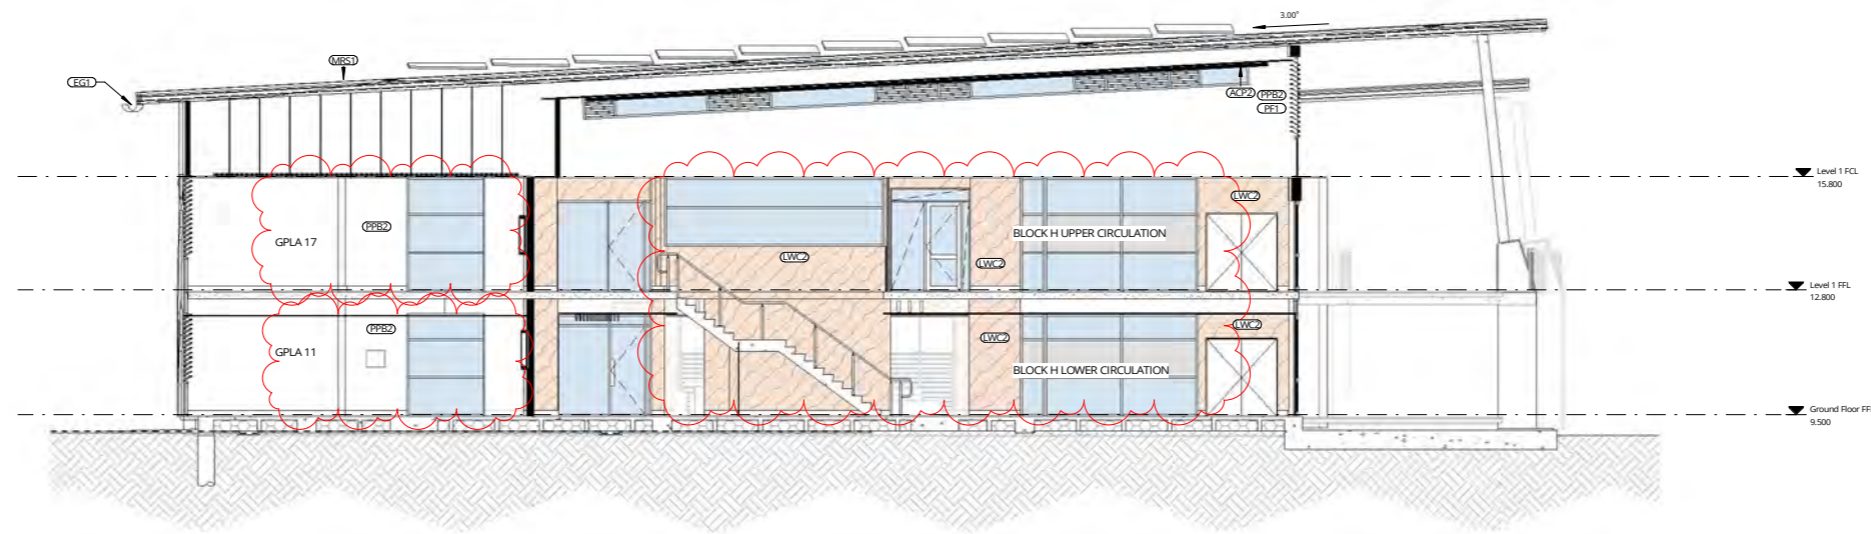 3.00°
MRS1
EG1
ACP2
PPB2
PF1
Level 1 FCL
15.800
LWC2
PPB2
GPLA 17
BLOCK H UPPER CIRCULATION
LWC2
LWC2
Level 1 FFL
12.800
PPB2
LWC2
LWC2
GPLA 11
BLOCK H LOWER CIRCULATION
Ground Floor FF
9.500